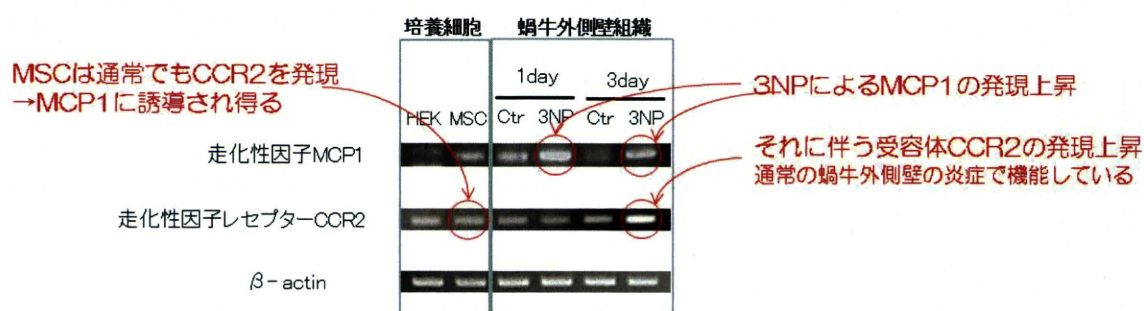 培養細胞 蝸牛外側壁組織
MSCは通常でもCCR2を発現
→MCP1に誘導され得る
1day 3day
3NPによるMCP1の発現上昇
HEK MSC Ctr 3NP Ctr 3NP
走化性因子MCP1
それに伴う受容体CCR2の発現上昇
通常の蝸牛外側壁の炎症で機能している
走化性因子レセプターCCR2
β-actin